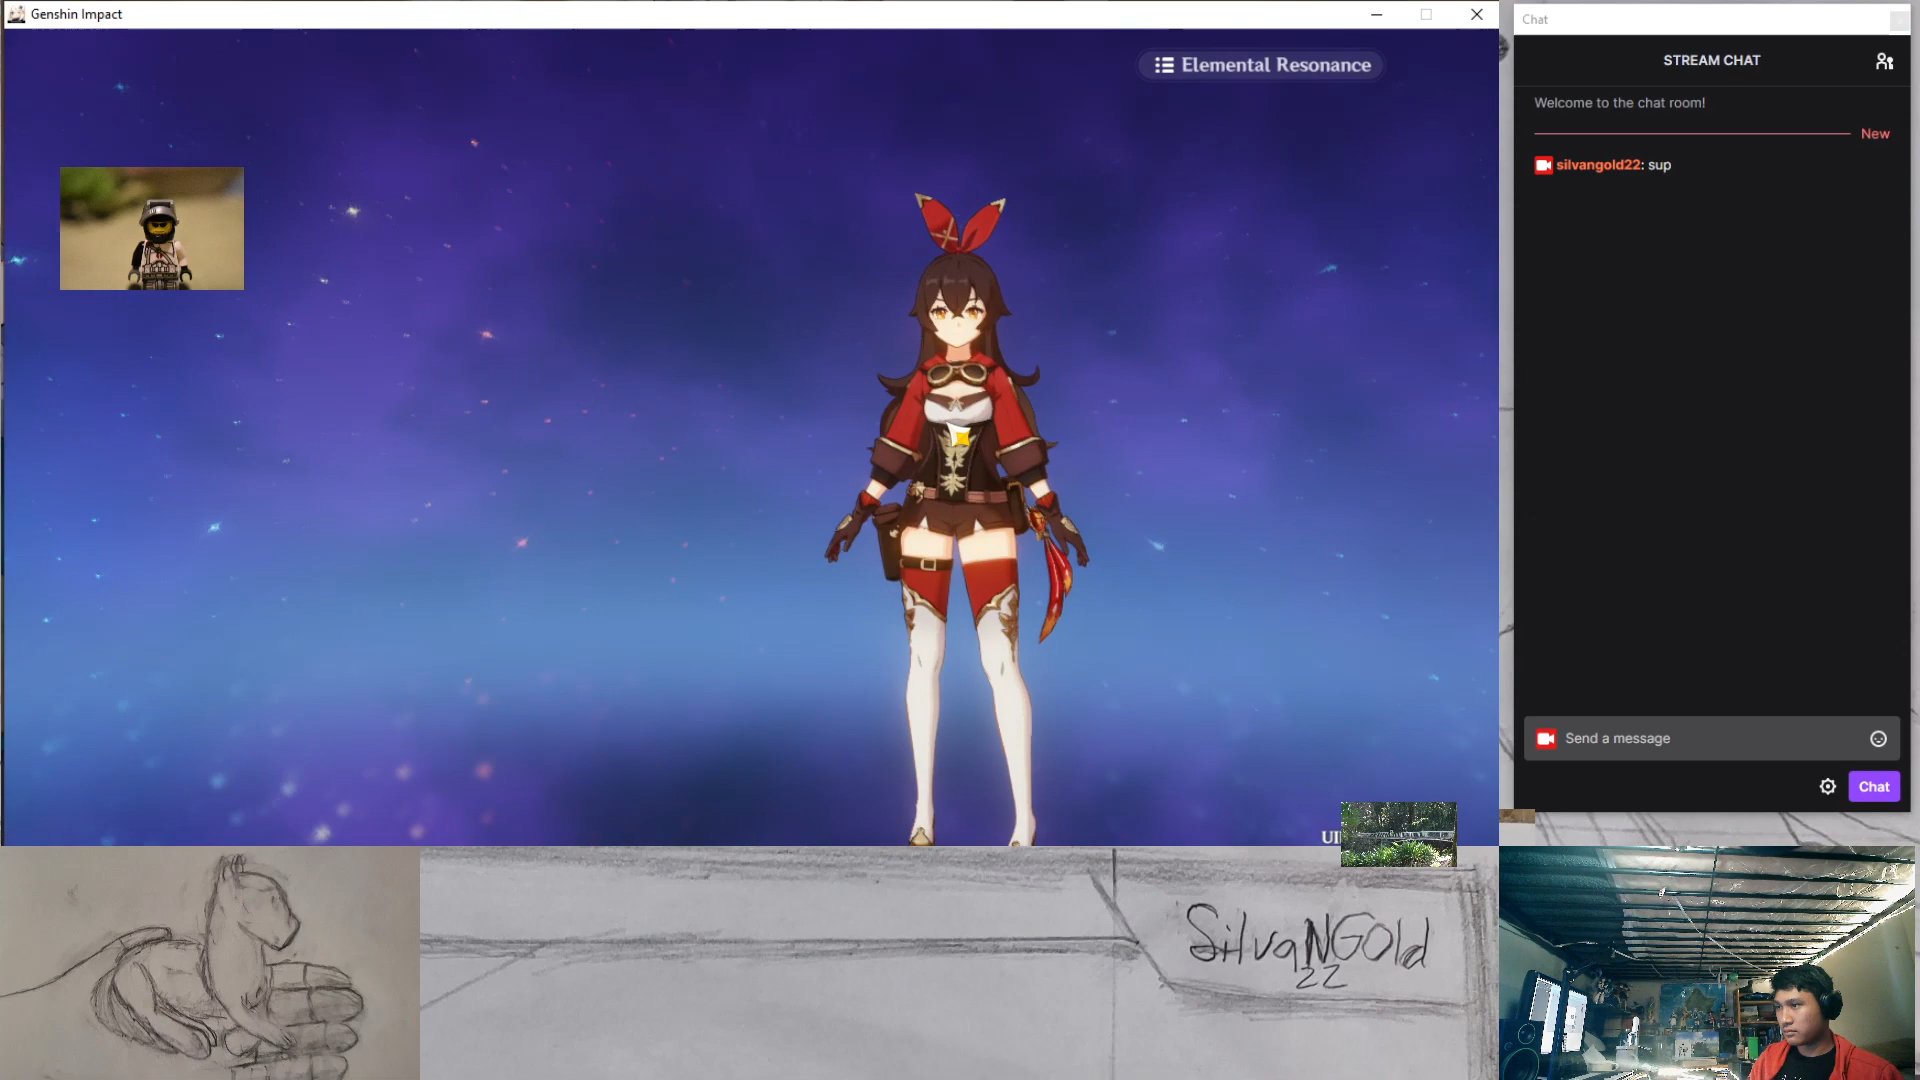 Genshin Impact
Elemental Resonance
Chat
STREAM CHAT
Welcome to the chat room!
New
silvangold22: sup
Send a message
Chat
UI
SilvaNGOld
22